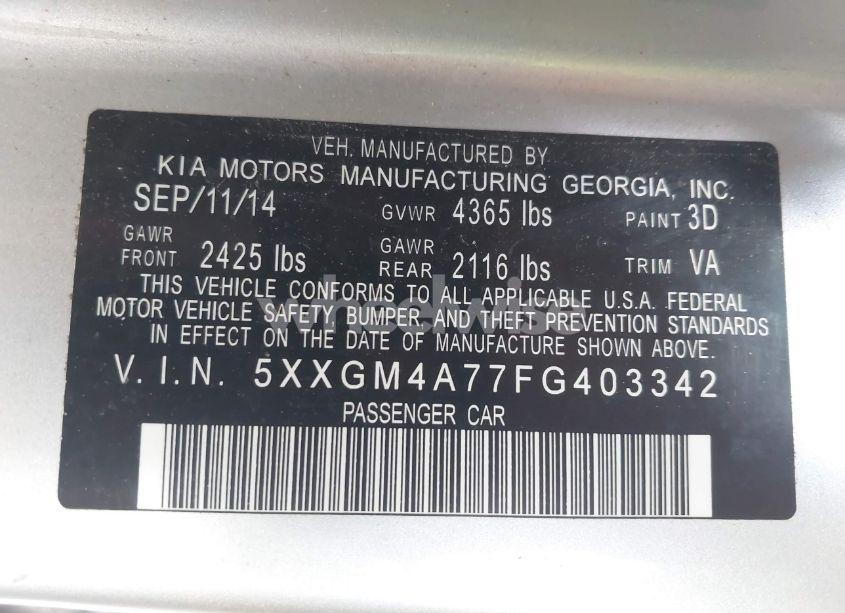 VEH. MANUFACTURED BY
KIA MOTORS MANUFACTURING GEORGIA, INC.
SEP/11/14 GVWR 4365 lbs PAINT 3D
GAWR FRONT 2425 lbs GAWR REAR 2116 lbs TRIM VA
THIS VEHICLE CONFORMS TO ALL APPLICABLE U.S.A. FEDERAL
MOTOR VEHICLE SAFETY, BUMPER, AND THEFT PREVENTION STANDARDS
IN EFFECT ON THE DATE OF MANUFACTURE SHOWN ABOVE.
V.I.N. 5XXGM4A77FG403342
PASSENGER CAR
wheelwise